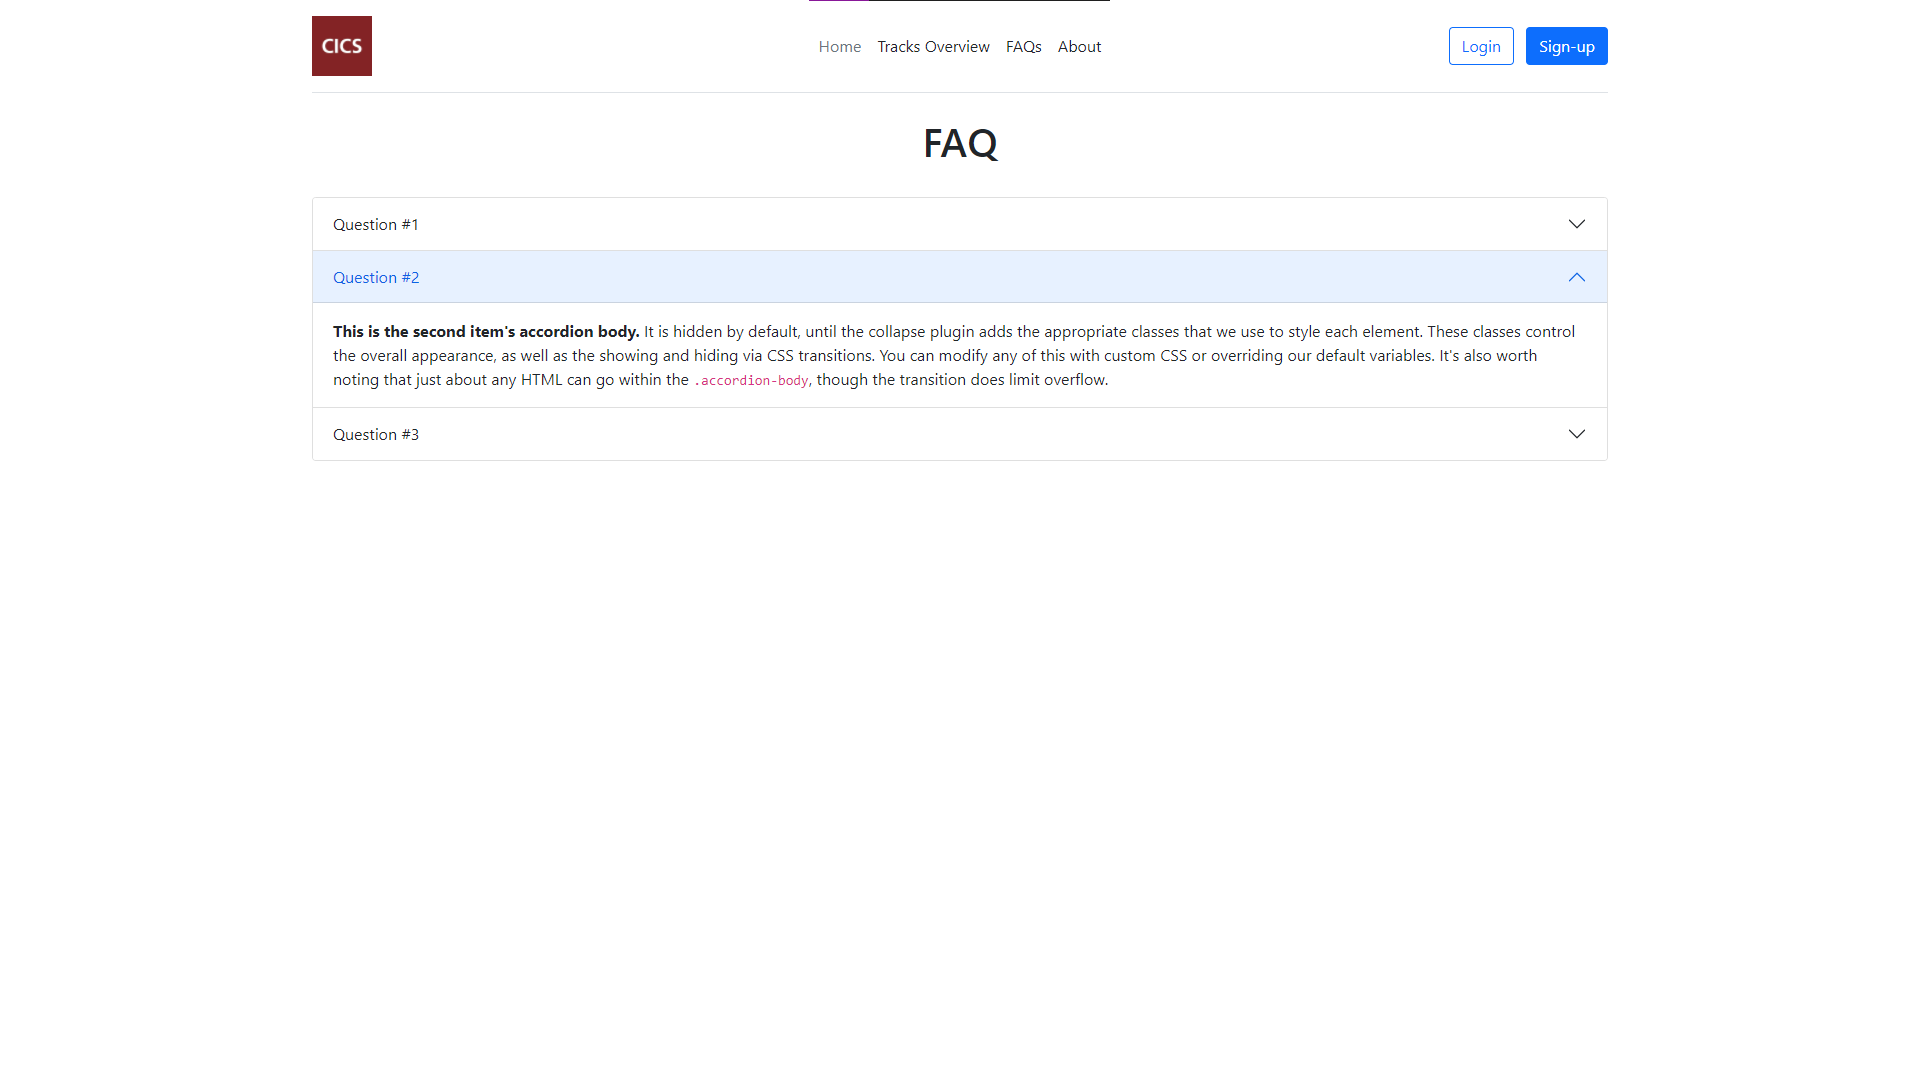 CICS
Home Tracks Overview FAQs About
Login Sign-up
FAQ
Question #1
Question #2
This is the second item's accordion body. It is hidden by default, until the collapse plugin adds the appropriate classes that we use to style each element. These classes control
the overall appearance, as well as the showing and hiding via CSS transitions. You can modify any of this with custom CSS or overriding our default variables. It's also worth
noting that just about any HTML can go within the .accordion-body, though the transition does limit overflow.
Question #3